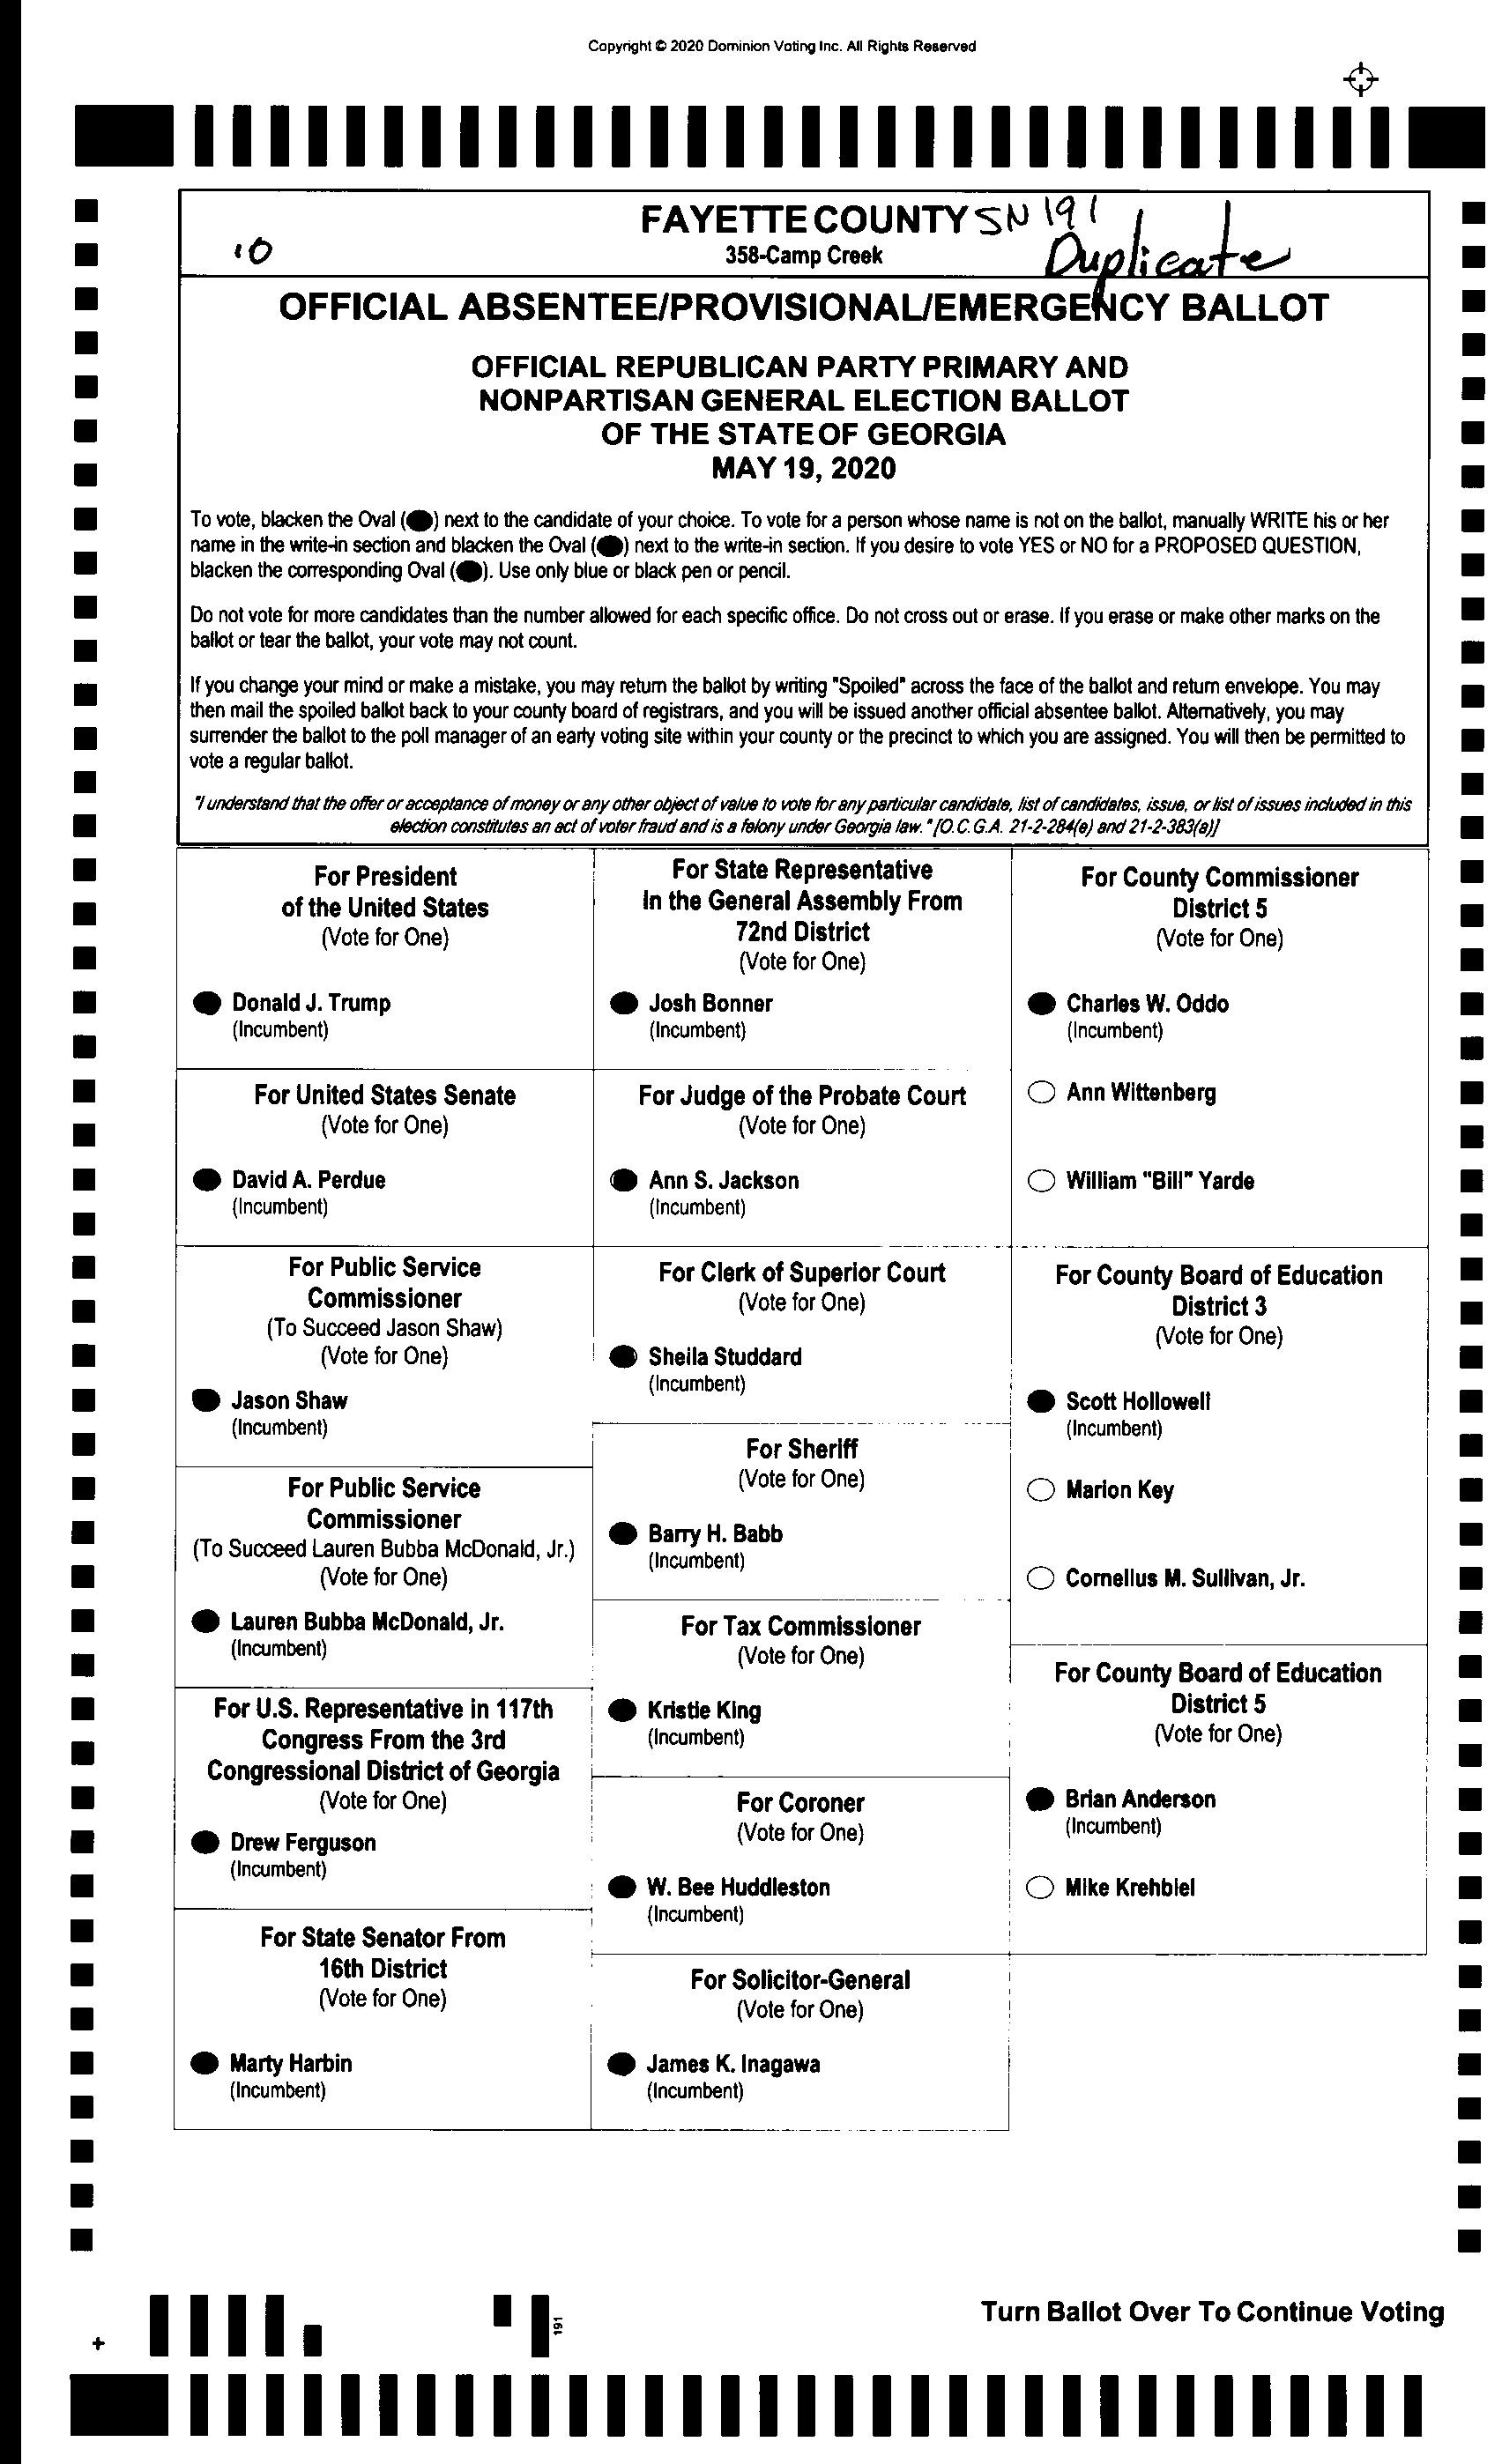 Copyright © 2020 Dominion Voting Inc. All Rights Reserved
FAYETTE COUNTY SN 191
10
358-Camp Creek
Duplicate
OFFICIAL ABSENTEE/PROVISIONAL/EMERGENCY BALLOT
OFFICIAL REPUBLICAN PARTY PRIMARY AND
NONPARTISAN GENERAL ELECTION BALLOT
OF THE STATE OF GEORGIA
MAY 19, 2020
To vote, blacken the Oval (●) next to the candidate of your choice. To vote for a person whose name is not on the ballot, manually WRITE his or her
name in the write-in section and blacken the Oval (●) next to the write-in section. If you desire to vote YES or NO for a PROPOSED QUESTION,
blacken the corresponding Oval (●). Use only blue or black pen or pencil.
Do not vote for more candidates than the number allowed for each specific office. Do not cross out or erase. If you erase or make other marks on the
ballot or tear the ballot, your vote may not count.
If you change your mind or make a mistake, you may return the ballot by writing "Spoiled" across the face of the ballot and return envelope. You may
then mail the spoiled ballot back to your county board of registrars, and you will be issued another official absentee ballot. Alternatively, you may
surrender the ballot to the poll manager of an early voting site within your county or the precinct to which you are assigned. You will then be permitted to
vote a regular ballot.
"I understand that the offer or acceptance of money or any other object of value to vote for any particular candidate, list of candidates, issue, or list of issues included in this
election constitutes an act of voter fraud and is a felony under Georgia law." [O.C.G.A. 21-2-284(e) and 21-2-383(a)]
For President
of the United States
(Vote for One)
Donald J. Trump
(Incumbent)
For United States Senate
(Vote for One)
David A. Perdue
(Incumbent)
For Public Service
Commissioner
(To Succeed Jason Shaw)
(Vote for One)
Jason Shaw
(Incumbent)
For Public Service
Commissioner
(To Succeed Lauren Bubba McDonald, Jr.)
(Vote for One)
Lauren Bubba McDonald, Jr.
(Incumbent)
For U.S. Representative in 117th
Congress From the 3rd
Congressional District of Georgia
(Vote for One)
Drew Ferguson
(Incumbent)
For State Senator From
16th District
(Vote for One)
Marty Harbin
(Incumbent)
For State Representative
In the General Assembly From
72nd District
(Vote for One)
Josh Bonner
(Incumbent)
For Judge of the Probate Court
(Vote for One)
Ann S. Jackson
(Incumbent)
For Clerk of Superior Court
(Vote for One)
Sheila Studdard
(Incumbent)
For Sheriff
(Vote for One)
Barry H. Babb
(Incumbent)
For Tax Commissioner
(Vote for One)
Kristie King
(Incumbent)
For Coroner
(Vote for One)
W. Bee Huddleston
(Incumbent)
For Solicitor-General
(Vote for One)
James K. Inagawa
(Incumbent)
For County Commissioner
District 5
(Vote for One)
Charles W. Oddo
(Incumbent)
Ann Wittenberg
William "Bill" Yarde
For County Board of Education
District 3
(Vote for One)
Scott Hollowell
(Incumbent)
Marion Key
Cornelius M. Sullivan, Jr.
For County Board of Education
District 5
(Vote for One)
Brian Anderson
(Incumbent)
Mike Krehbiel
Turn Ballot Over To Continue Voting
191